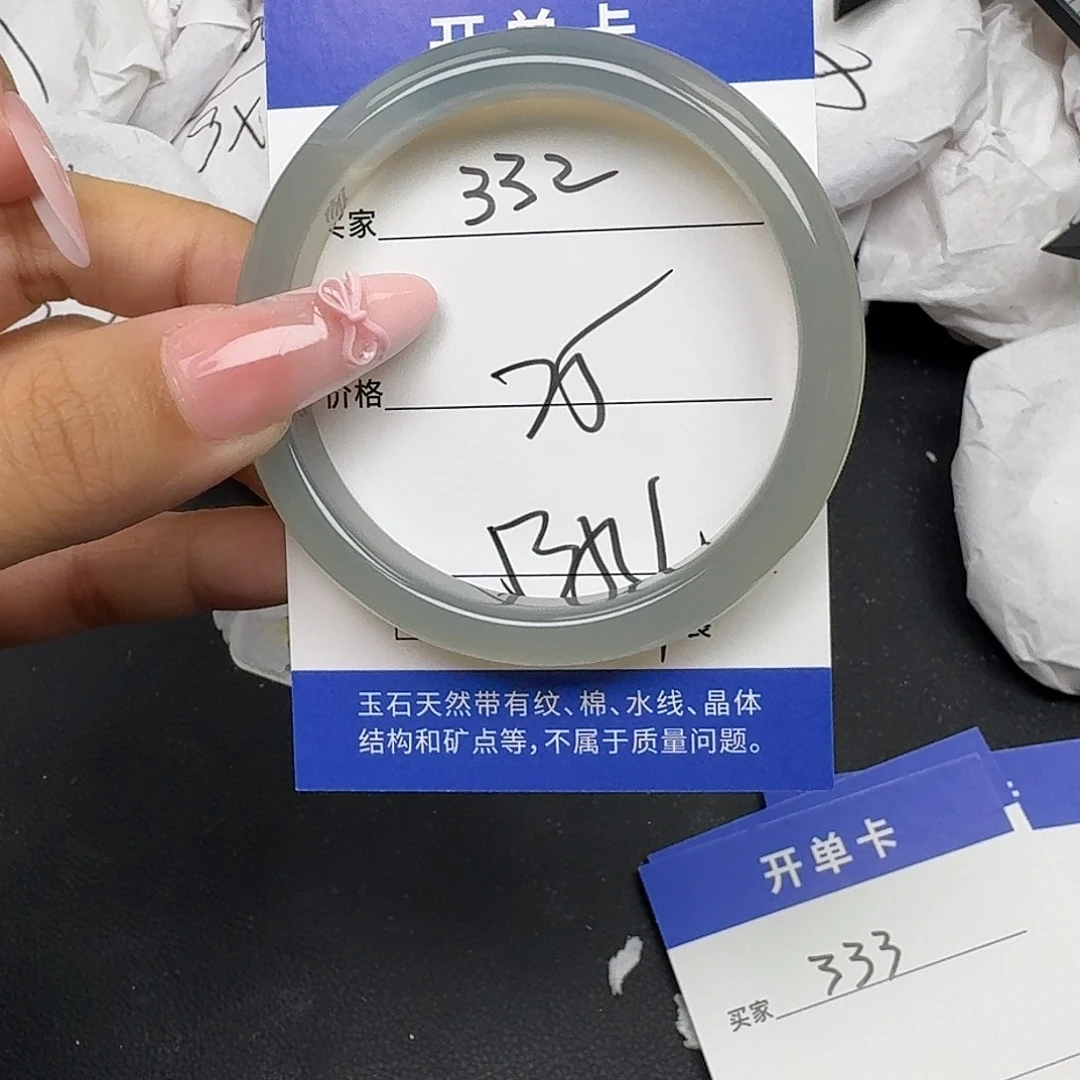 开单卡
买家 332
价格
玉石天然带有纹、棉、水线、晶体
结构和矿点等,不属于质量问题。
开单卡
买家 333